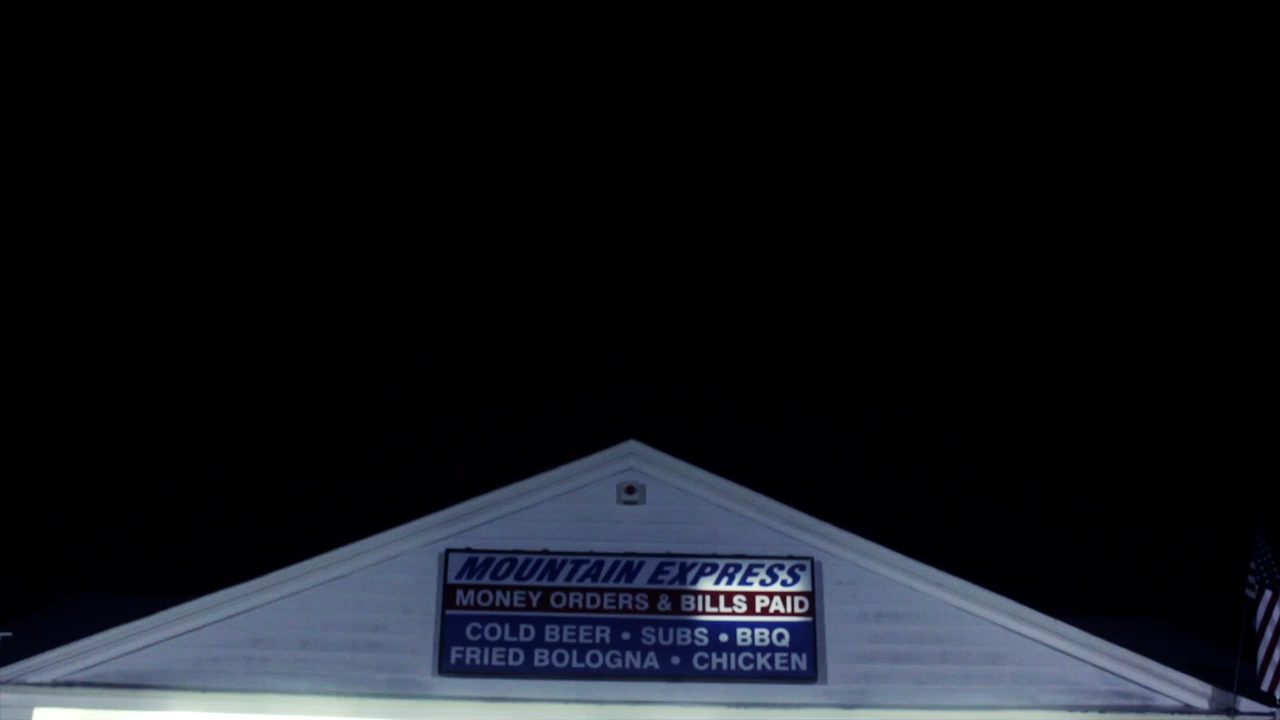 MOUNTAIN EXPRESS
MONEY ORDERS & BILLS PAID
COLD BEER • SUBS • BBQ
FRIED BOLOGNA • CHICKEN